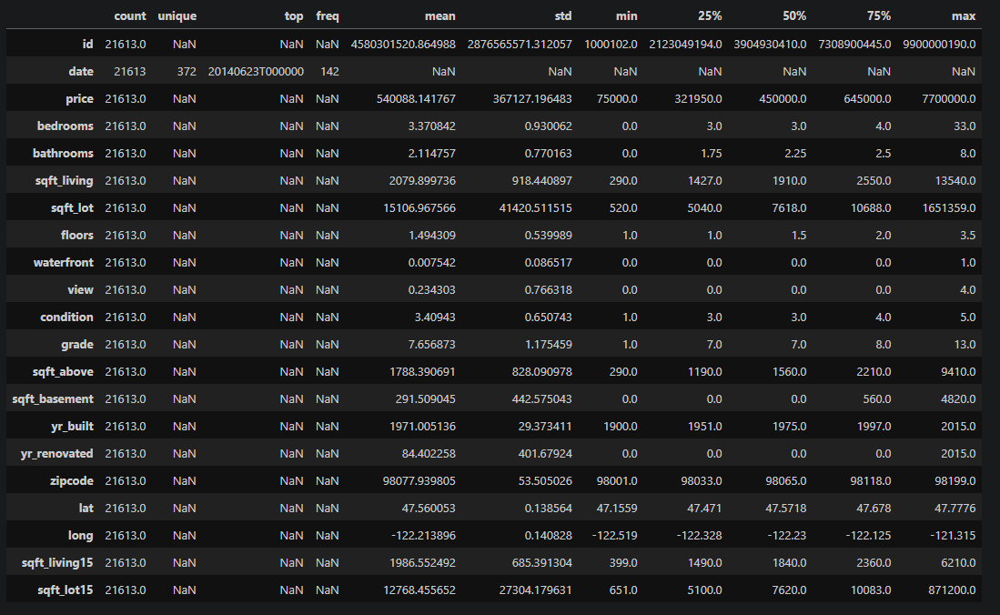 count unique top freq mean std min 25% 50% 75% max
id 21613.0 NaN NaN NaN 4580301520.864988 2876565571.312057 1000102.0 2123049194.0 3904930410.0 7308900445.0 9900000190.0
date 21613 372 20140623T000000 142 NaN NaN NaN NaN NaN NaN NaN
price 21613.0 NaN NaN NaN 540088.141767 367127.196483 75000.0 321950.0 450000.0 645000.0 7700000.0
bedrooms 21613.0 NaN NaN NaN 3.370842 0.930062 0.0 3.0 3.0 4.0 33.0
bathrooms 21613.0 NaN NaN NaN 2.114757 0.770163 0.0 1.75 2.25 2.5 8.0
sqft_living 21613.0 NaN NaN NaN 2079.899736 918.440897 290.0 1427.0 1910.0 2550.0 13540.0
sqft_lot 21613.0 NaN NaN NaN 15106.967566 41420.511515 520.0 5040.0 7618.0 10688.0 1651359.0
floors 21613.0 NaN NaN NaN 1.494309 0.539989 1.0 1.0 1.5 2.0 3.5
waterfront 21613.0 NaN NaN NaN 0.007542 0.086517 0.0 0.0 0.0 0.0 1.0
view 21613.0 NaN NaN NaN 0.234303 0.766318 0.0 0.0 0.0 0.0 4.0
condition 21613.0 NaN NaN NaN 3.40943 0.650743 1.0 3.0 3.0 4.0 5.0
grade 21613.0 NaN NaN NaN 7.656873 1.175459 1.0 7.0 7.0 8.0 13.0
sqft_above 21613.0 NaN NaN NaN 1788.390691 828.090978 290.0 1190.0 1560.0 2210.0 9410.0
sqft_basement 21613.0 NaN NaN NaN 291.509045 442.575043 0.0 0.0 0.0 560.0 4820.0
yr_built 21613.0 NaN NaN NaN 1971.005136 29.373411 1900.0 1951.0 1975.0 1997.0 2015.0
yr_renovated 21613.0 NaN NaN NaN 84.402258 401.67924 0.0 0.0 0.0 0.0 2015.0
zipcode 21613.0 NaN NaN NaN 98077.939805 53.505026 98001.0 98033.0 98065.0 98118.0 98199.0
lat 21613.0 NaN NaN NaN 47.560053 0.138564 47.1559 47.471 47.5718 47.678 47.7776
long 21613.0 NaN NaN NaN -122.213896 0.140828 -122.519 -122.328 -122.23 -122.125 -121.315
sqft_living15 21613.0 NaN NaN NaN 1986.552492 685.391304 399.0 1490.0 1840.0 2360.0 6210.0
sqft_lot15 21613.0 NaN NaN NaN 12768.455652 27304.179631 651.0 5100.0 7620.0 10083.0 871200.0